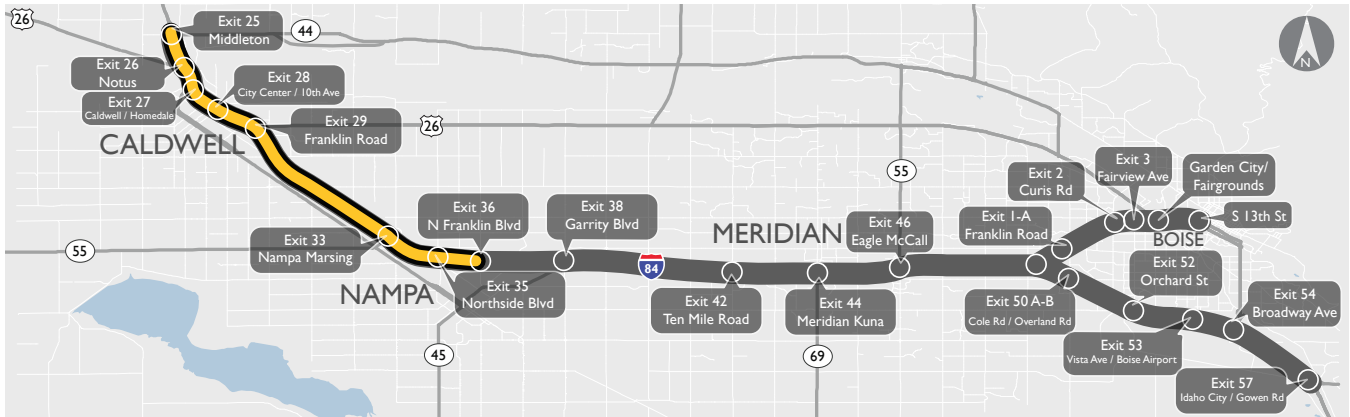 26
Exit 25
Middleton
44
N
Exit 26
Notus
Exit 28
City Center / 10th Ave
Exit 27
Caldwell / Homedale
Exit 29
Franklin Road
26
CALDWELL
55
Exit 3
Fairview Ave
Exit 2
Curis Rd
Garden City/
Fairgrounds
Exit 36
N Franklin Blvd
Exit 38
Garrity Blvd
Exit 46
Eagle McCall
Exit 1-A
Franklin Road
S 13th St
MERIDIAN
BOISE
Exit 33
Nampa Marsing
55
84
Exit 52
Orchard St
NAMPA
Exit 35
Northside Blvd
Exit 42
Ten Mile Road
Exit 44
Meridian Kuna
Exit 50 A-B
Cole Rd / Overland Rd
Exit 54
Broadway Ave
45
69
Exit 53
Vista Ave / Boise Airport
Exit 57
Idaho City / Gowen Rd